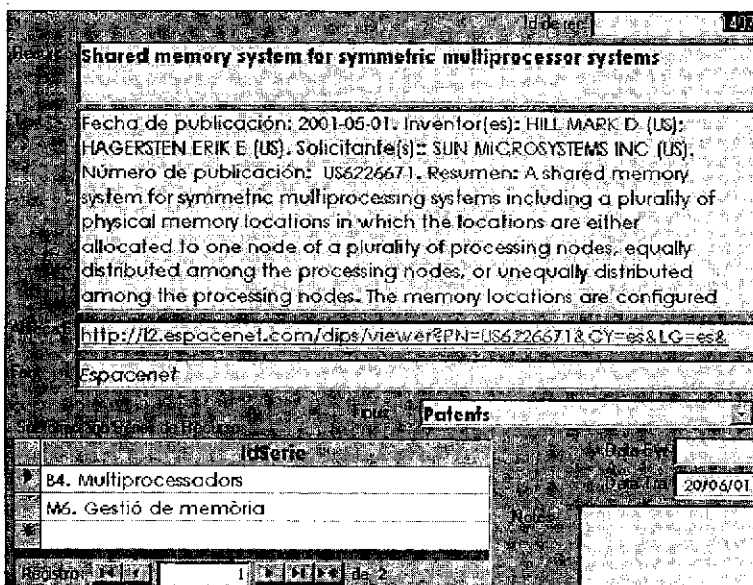 Id de rec
Shared memory system for symmetric multiprocessor systems
Fecha de publicación: 2001-05-01. Inventor(es): HILL MARK D (US);
HAGERSTEN ERIK E (US). Solicitante(s):: SUN MICROSYSTEMS INC (US).
Número de publicación: US6226671. Resumen: A shared memory
system for symmetric multiprocessing systems including a plurality of
physical memory locations in which the locations are either
allocated to one node of a plurality of processing nodes, equally
distributed among the processing nodes, or unequally distributed
among the processing nodes. The memory locations are configured
http://l2.espacenet.com/dips/viewer?PN=US6226671&CY=es&LG=es&
Espacenet
Tipus Patents
IdSerie
B4. Multiprocessadors
M6. Gestió de memòria
20/06/01
Notes
Registro: 1 de 2